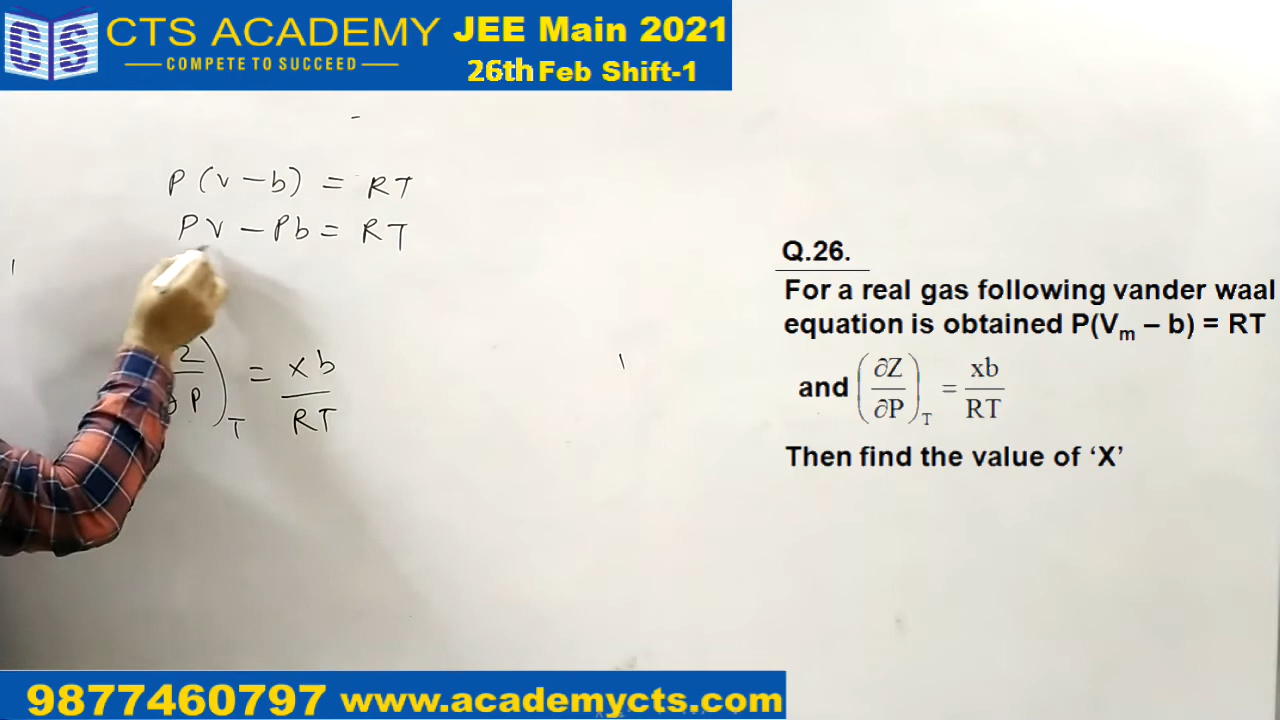 CTS ACADEMY
COMPETE TO SUCCEED
JEE Main 2021
26th Feb Shift-1
P (V - b) = RT
PV - Pb = RT
∂P)T = xb/RT
Q.26.
For a real gas following vander waal
equation is obtained P(Vm – b) = RT
and (∂Z/∂P)T = xb/RT
Then find the value of ‘X’
9877460797 www.academycts.com